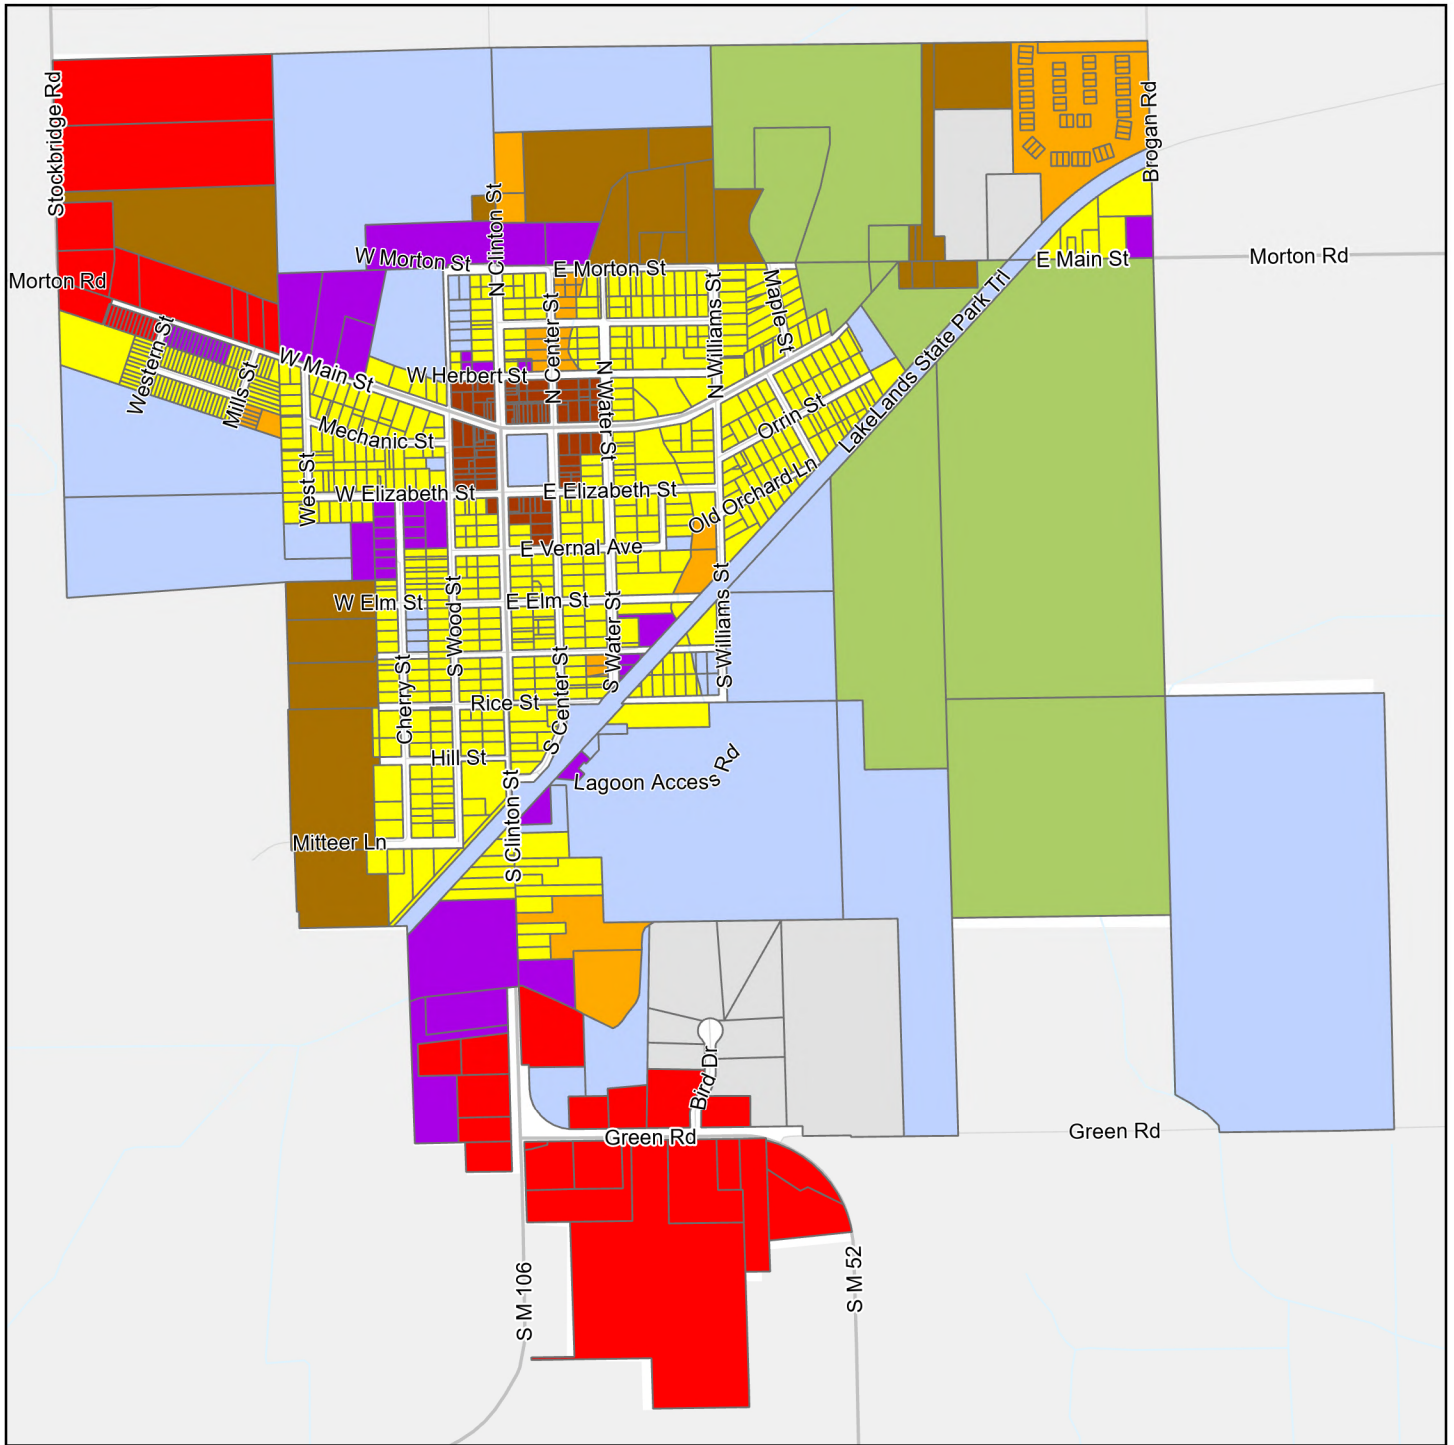 Stockbridge Rd
Brogan Rd
N Clinton St
W Morton St
E Morton St
E Main St
Morton Rd
Morton Rd
N Center St
N Williams St
Maple St
LakeLands State Park Trl
Western St
Mills St
W Main St
W Herbert St
N Water St
Orrin St
Mechanic St
West St
W Elizabeth St
E Elizabeth St
Old Orchard Ln
E Vernal Ave
W Elm St
S Wood St
E Elm St
S Water St
S Williams St
Cherry St
Rice St
S Center St
Hill St
Lagoon Access Rd
S Clinton St
Mitteer Ln
Bird Dr
Green Rd
Green Rd
S M 106
S M 52